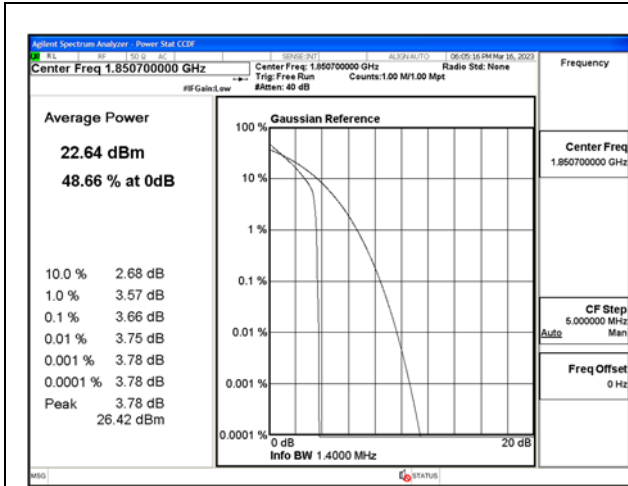 Agilent Spectrum Analyzer - Power Stat CCDF
RL RF 50 Ω AC SENSE:INT ALIGN AUTO 06:05:16 PM Mar 16, 2023
Center Freq 1.850700000 GHz
Center Freq: 1.850700000 GHz Radio Std: None
Trig: Free Run Counts:1.00 M/1.00 Mpt
#IFGain:Low #Atten: 40 dB
Frequency
Average Power
22.64 dBm
48.66 % at 0dB
10.0 % 2.68 dB
1.0 % 3.57 dB
0.1 % 3.66 dB
0.01 % 3.75 dB
0.001 % 3.78 dB
0.0001 % 3.78 dB
Peak 3.78 dB
26.42 dBm
Gaussian Reference
100 %
10 %
1 %
0.1 %
0.01 %
0.001 %
0.0001 %
0 dB 20 dB
Info BW 1.4000 MHz
Center Freq
1.850700000 GHz
CF Step
5.000000 MHz
Auto Man
Freq Offset
0 Hz
MSG STATUS